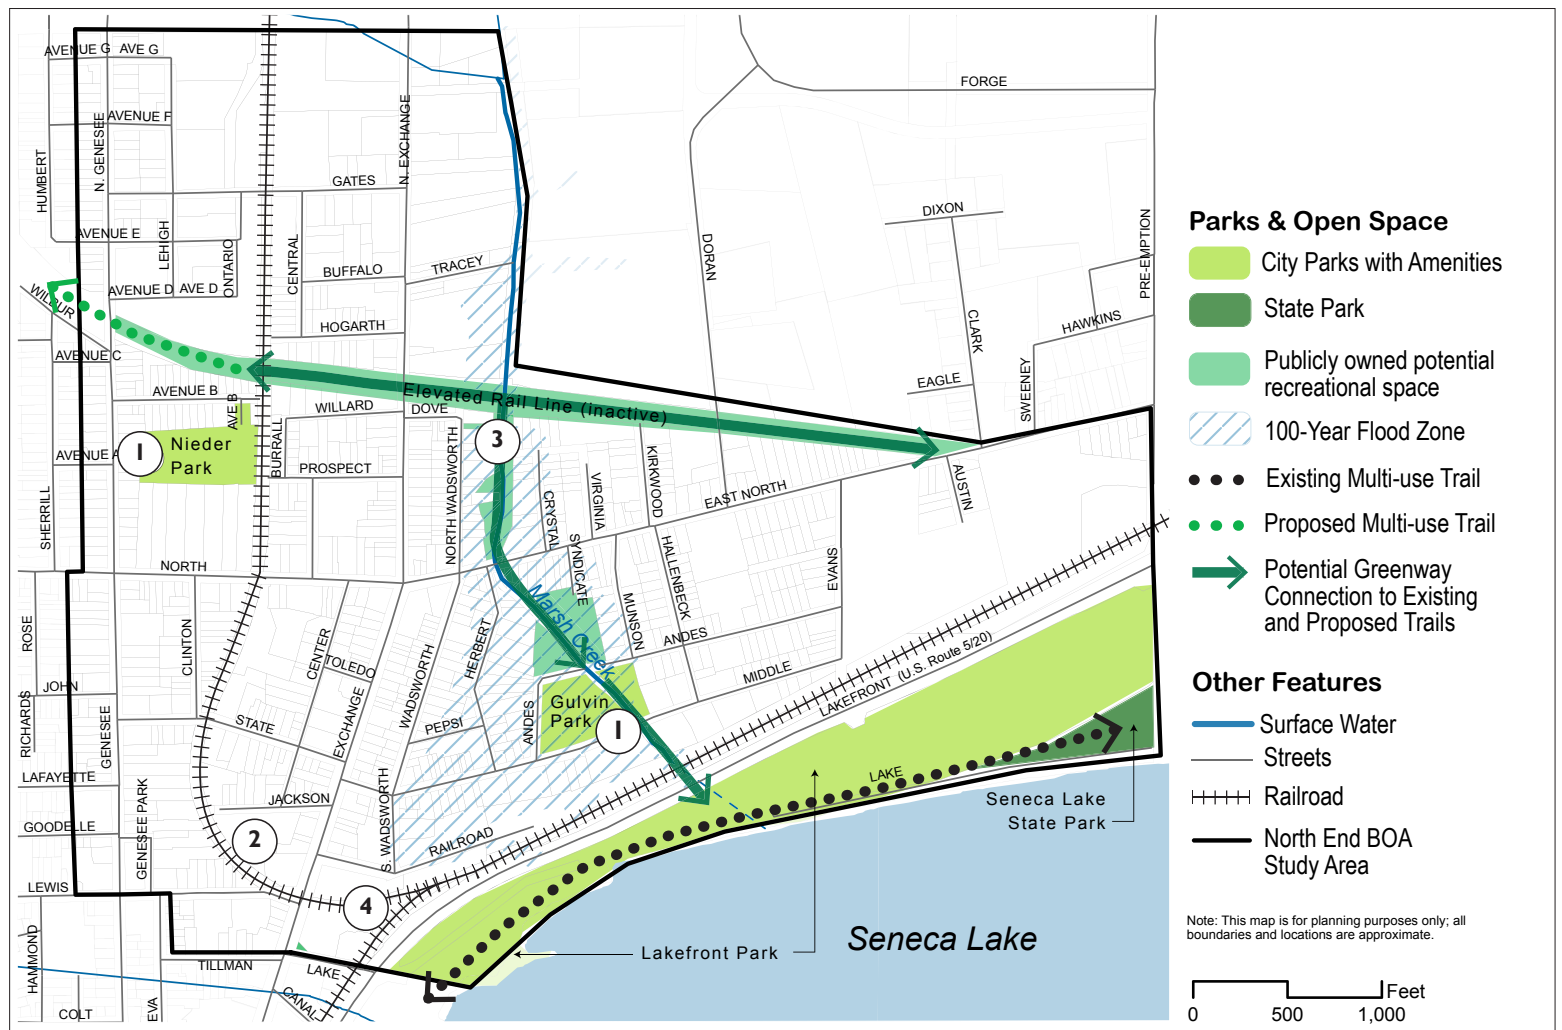 AVENUE G
AVE G
FORGE
AVENUE F
N. GENESEE
N. EXCHANGE
HUMBERT
GATES
DIXON
AVENUE E
LEHIGH
ONTARIO
CENTRAL
DORAN
PRE-EMPTION
BUFFALO
TRACEY
WILBUR
AVENUE D
AVE D
HOGARTH
CLARK
HAWKINS
AVENUE C
AVENUE B
AVE B
WILLARD
DOVE
Elevated Rail Line (inactive)
EAGLE
SWEENEY
1
Nieder
Park
AVENUE A
BURRALL
PROSPECT
NORTH WADSWORTH
3
CRYSTAL
VIRGINIA
KIRKWOOD
EAST NORTH
AUSTIN
SHERRILL
NORTH
SYNDICATE
HALLENBECK
EVANS
Marsh Creek
MUNSON
ANDES
ROSE
CLINTON
CENTER
TOLEDO
WADSWORTH
HERBERT
MIDDLE
JOHN
RICHARDS
GENESEE
STATE
EXCHANGE
PEPSI
ANDES
Gulvin
Park
1
LAKEFRONT (U.S. Route 5/20)
LAFAYETTE
GENESEE PARK
JACKSON
S. WADSWORTH
RAILROAD
LAKE
GOODELLE
2
Seneca Lake
State Park
LEWIS
4
HAMMOND
Lakefront Park
Seneca Lake
TILLMAN
LAKE
CANAL
COLT
EVA
Parks & Open Space
City Parks with Amenities
State Park
Publicly owned potential
recreational space
100-Year Flood Zone
Existing Multi-use Trail
Proposed Multi-use Trail
Potential Greenway
Connection to Existing
and Proposed Trails
Other Features
Surface Water
Streets
Railroad
North End BOA
Study Area
Note: This map is for planning purposes only; all
boundaries and locations are approximate.
Feet
0 500 1,000